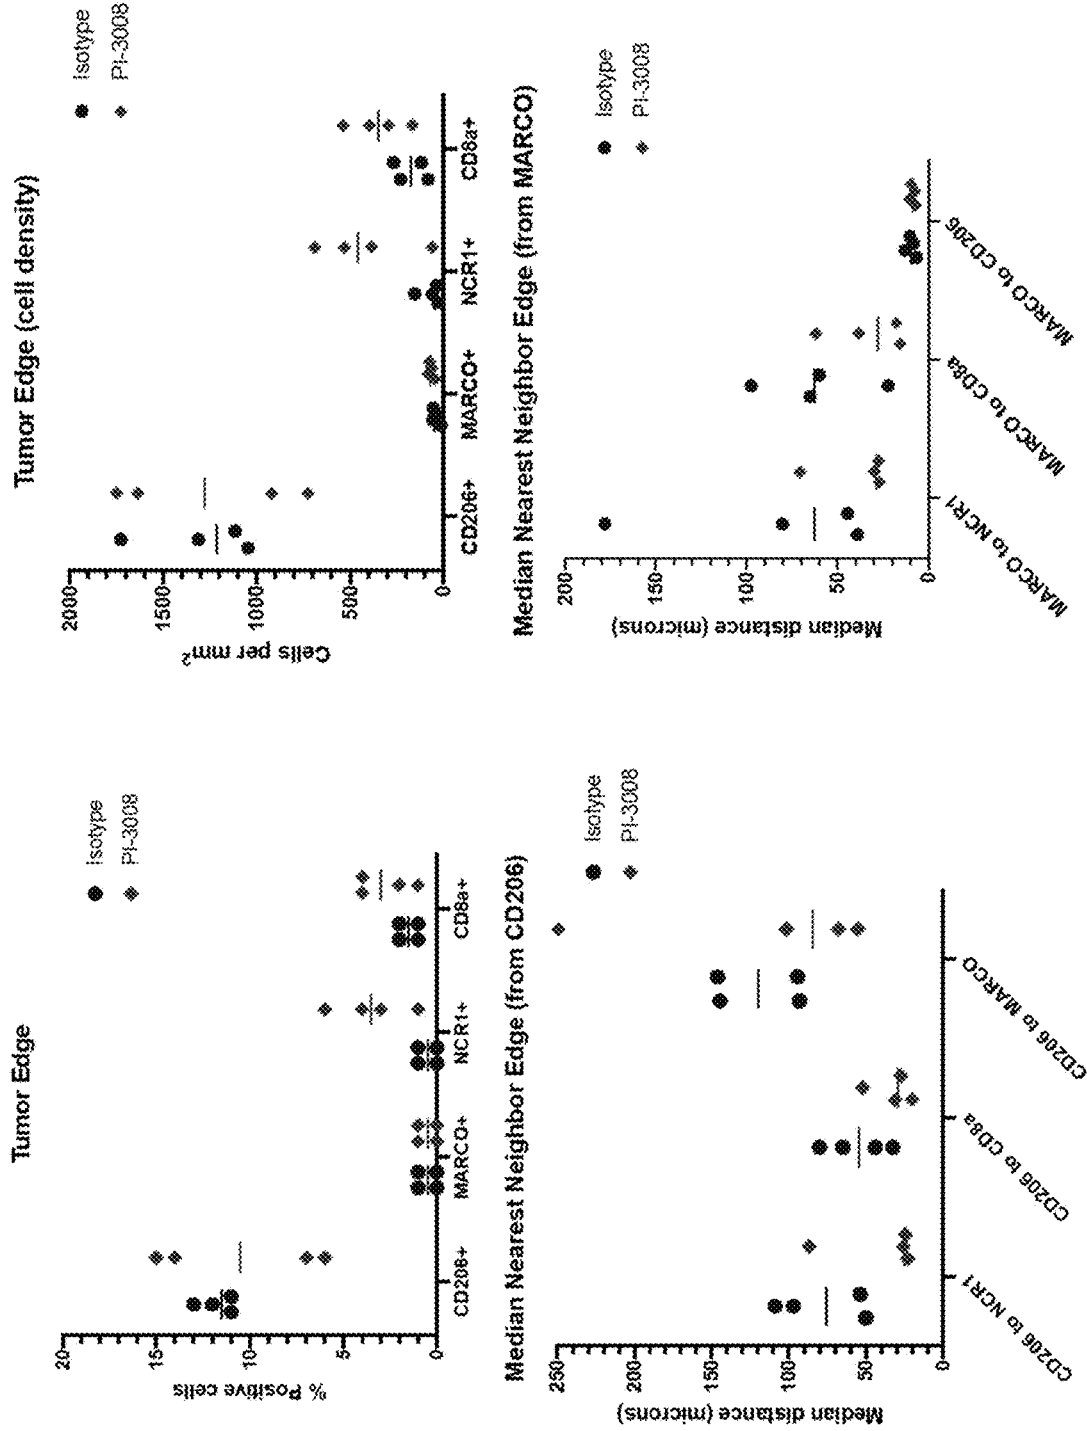 Tumor Edge
Isotype
PI-3008
% Positive cells
20
15
10
5
0
CD206+
MARCO+
NCR1+
CD8a+
Tumor Edge (cell density)
Isotype
PI-3008
Cells per mm²
2000
1500
1000
500
0
CD206+
MARCO+
NCR1+
CD8a+
Median Nearest Neighbor Edge (from CD206)
Isotype
PI-3008
Median distance (microns)
250
200
150
100
50
0
CD206 to NCR1
CD206 to CD8a
CD206 to MARCO
Median Nearest Neighbor Edge (from MARCO)
Isotype
PI-3008
Median distance (microns)
200
150
100
50
0
MARCO to NCR1
MARCO to CD8a
MARCO to CD206